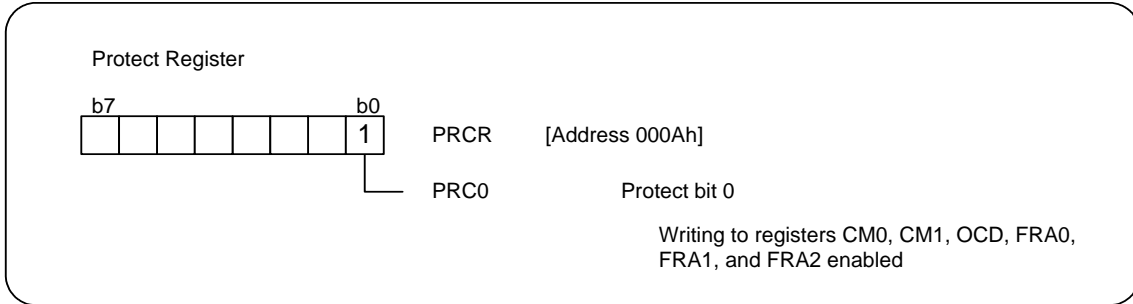 Protect Register
b7 b0
1 PRCR [Address 000Ah]
PRC0 Protect bit 0
Writing to registers CM0, CM1, OCD, FRA0,
FRA1, and FRA2 enabled